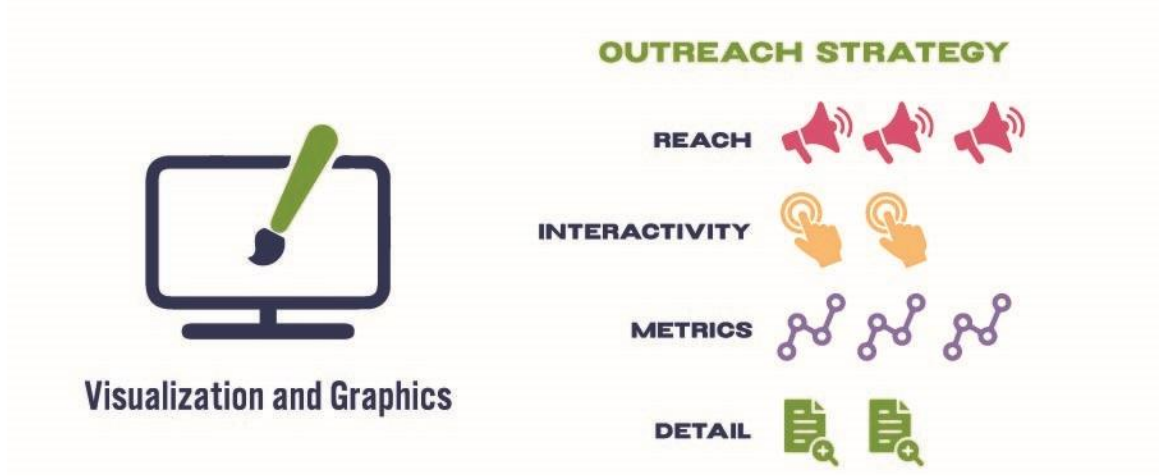 OUTREACH STRATEGY
REACH
INTERACTIVITY
METRICS
DETAIL
Visualization and Graphics